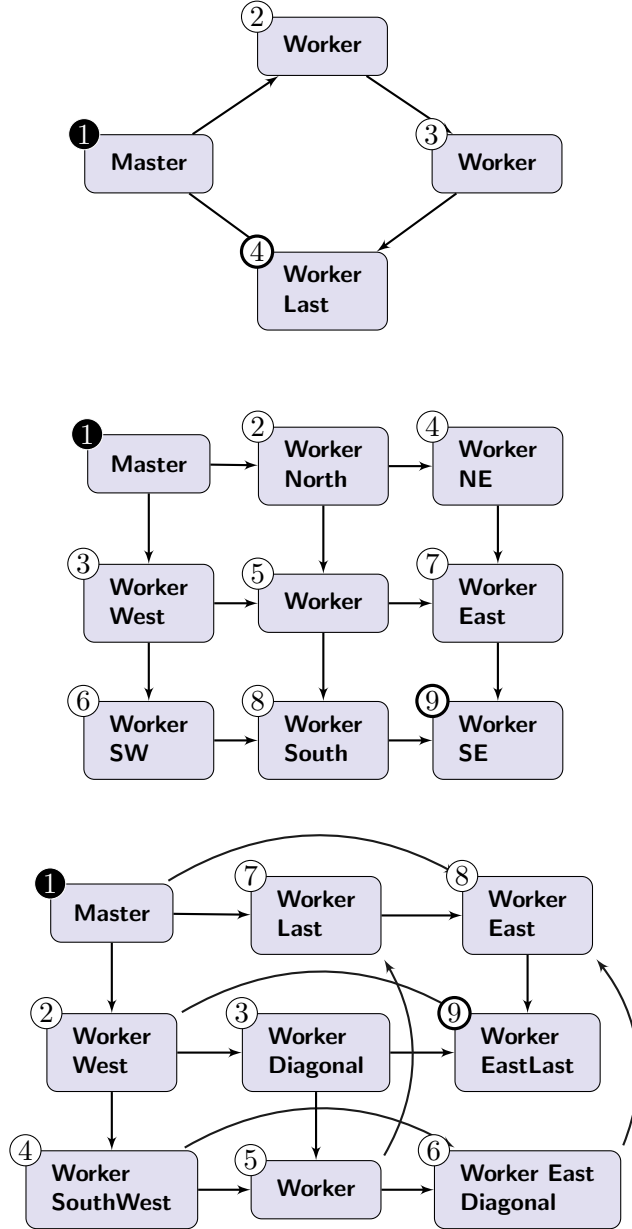 2
Worker
1
Master
3
Worker
4
Worker
Last
1
Master
2
Worker
North
4
Worker
NE
3
Worker
West
5
Worker
7
Worker
East
6
Worker
SW
8
Worker
South
9
Worker
SE
1
Master
7
Worker
Last
8
Worker
East
2
Worker
West
3
Worker
Diagonal
9
Worker
EastLast
4
Worker
SouthWest
5
Worker
6
Worker East
Diagonal